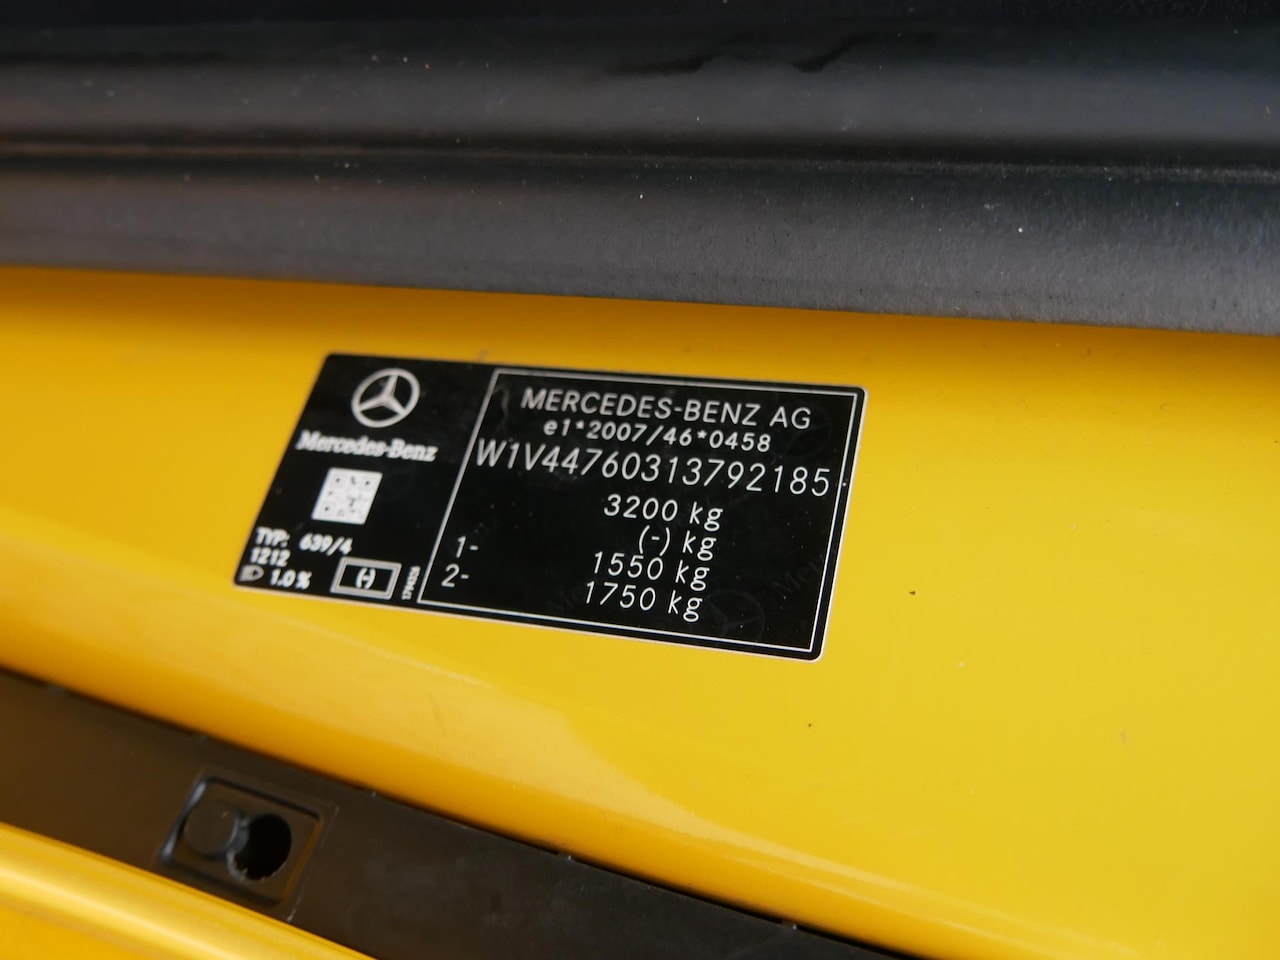 Mercedes-Benz
TYP: 639/4
1212
1.0%
(-)
MERCEDES-BENZ AG
e1*2007/46*0458
W1V44760313792185
3200 kg
(-) kg
1- 1550 kg
2- 1750 kg